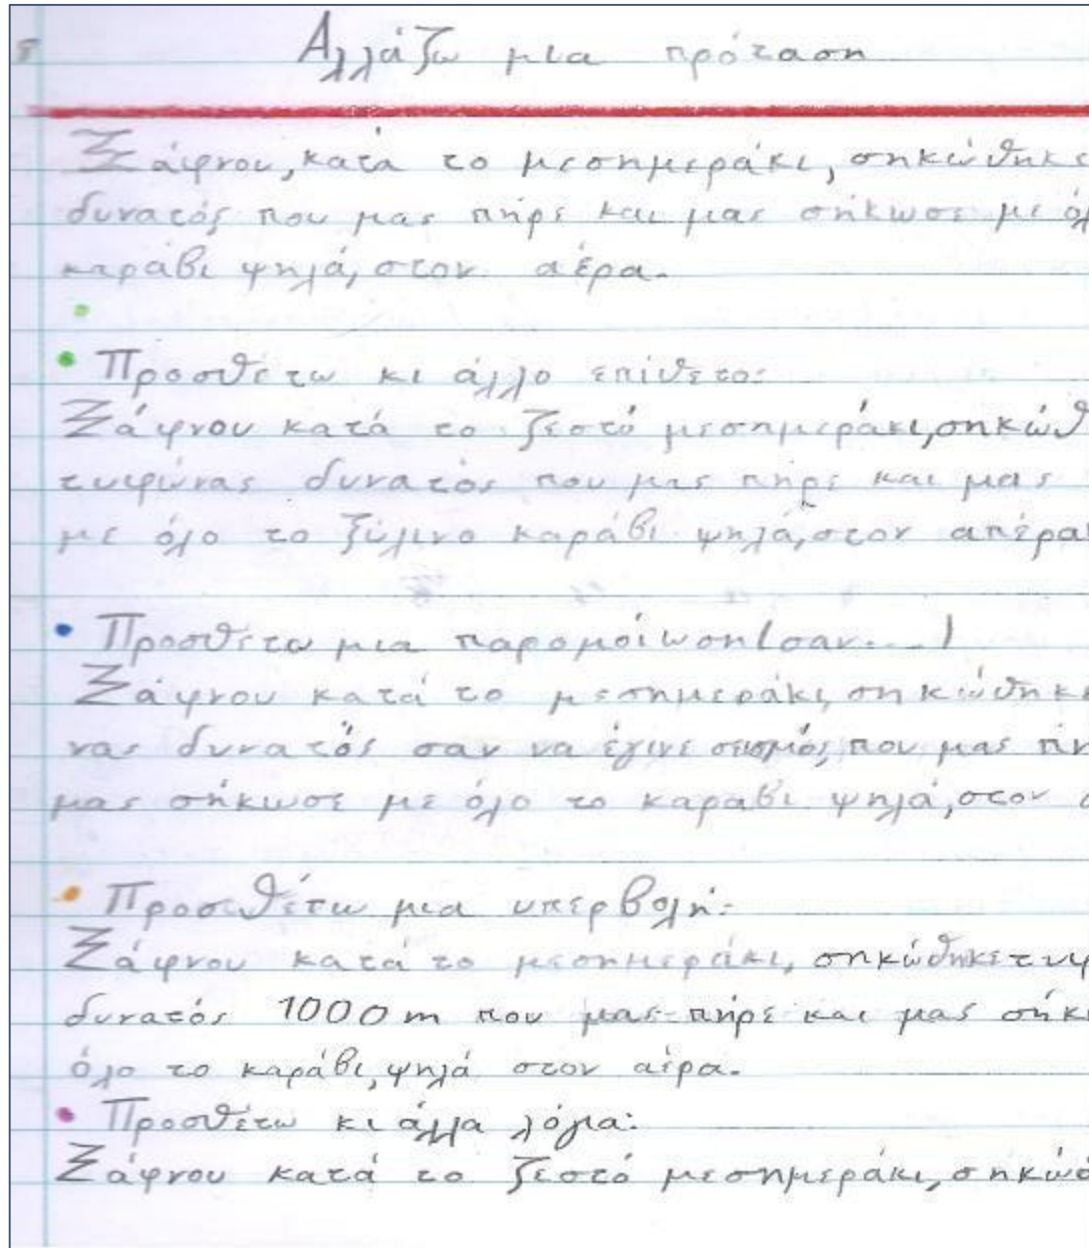 Αλλάζω μια πρόταση
Ξάφνου, κατά το μεσημεράκι, σηκώθηκε
δυνατός που μας πήρε και μας σήκωσε με όλ
καράβι ψηλά, στον αέρα.
• Προσθέτω κι άλλο επίθετο:
Ξάφνου κατά το ζεστό μεσημεράκι, σηκώθ
τυφώνας δυνατός που μας πήρε και μας
με όλο το ξύλινο καράβι ψηλά, στον απέρα
• Προσθέτω μια παρομοίωση (σαν....)
Ξάφνου κατά το μεσημεράκι, σηκώθηκε
νας δυνατός σαν να έγινε σεισμός, που μας πή
μας σήκωσε με όλο το καράβι ψηλά, στον
• Προσθέτω μια υπερβολή:
Ξάφνου κατά το μεσημεράκι, σηκώθηκε τυφ
δυνατός 1000 m που μας πήρε και μας σήκ
όλο το καράβι, ψηλά στον αέρα.
• Προσθέτω κι άλλα λόγια:
Ξάφνου κατά το ζεστό μεσημεράκι, σηκώθ